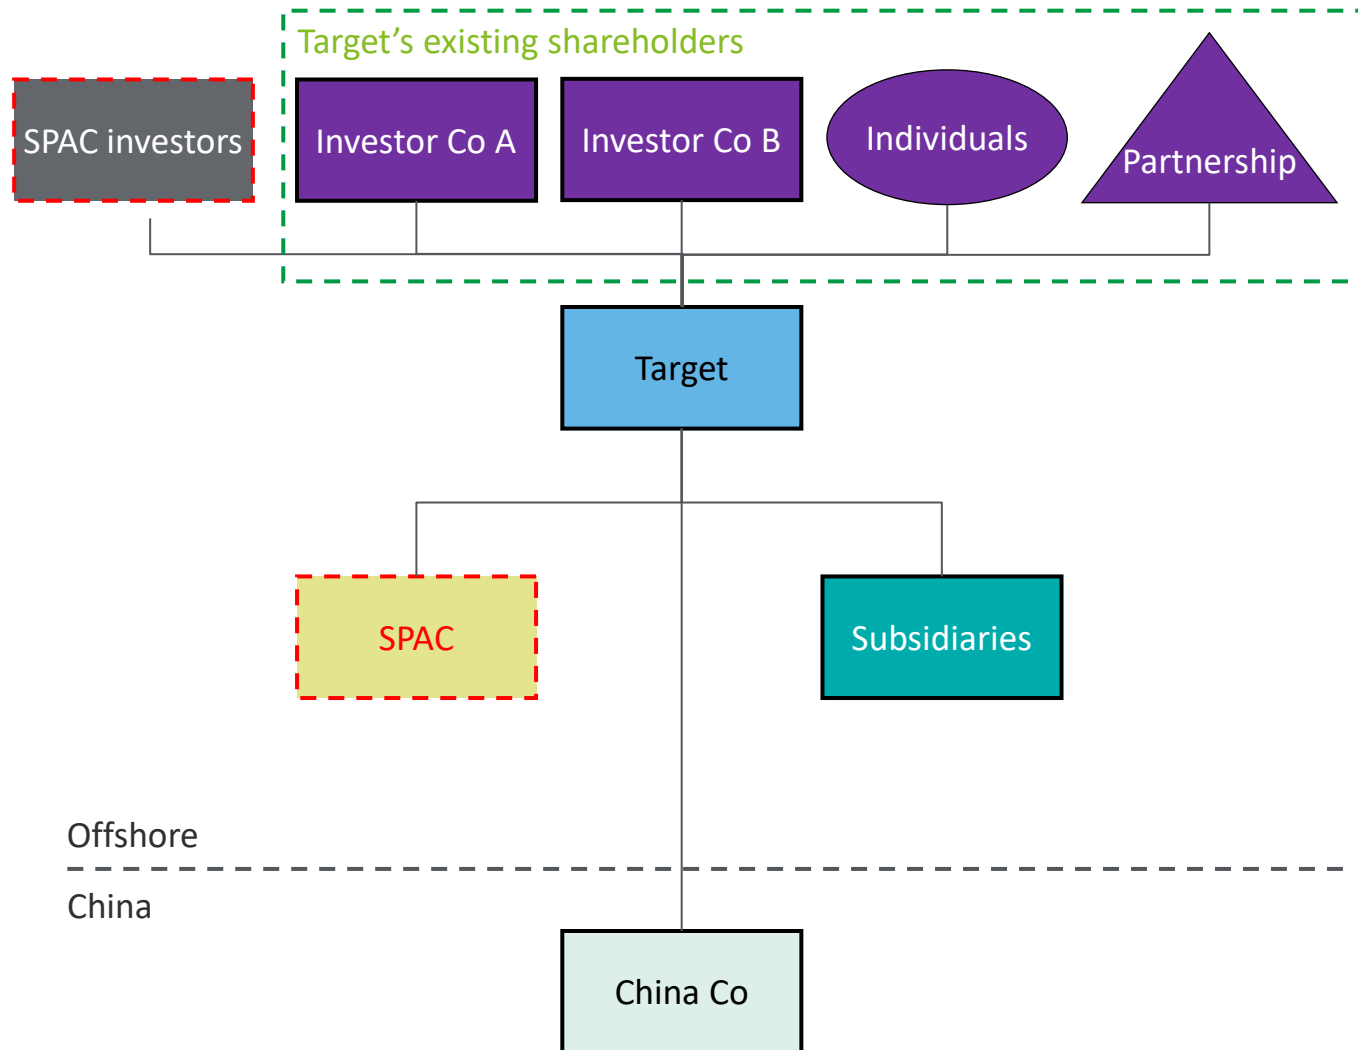 Target’s existing shareholders
SPAC investors
Investor Co A
Investor Co B
Individuals
Partnership
Target
SPAC
Subsidiaries
Offshore
China
China Co